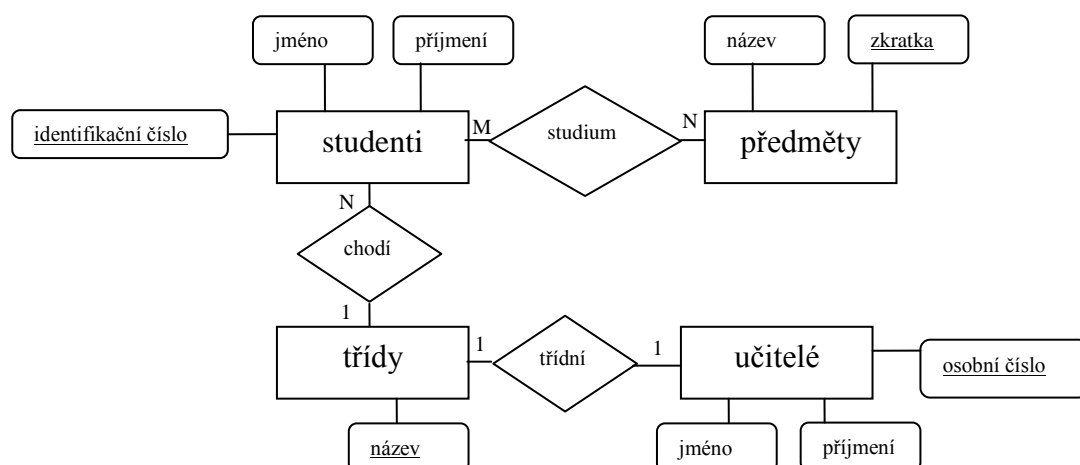 jméno
příjmení
název
zkratka
identifikační číslo
studenti
M
studium
N
předměty
N
chodí
1
třídy
1
třídní
1
učitelé
osobní číslo
název
jméno
příjmení